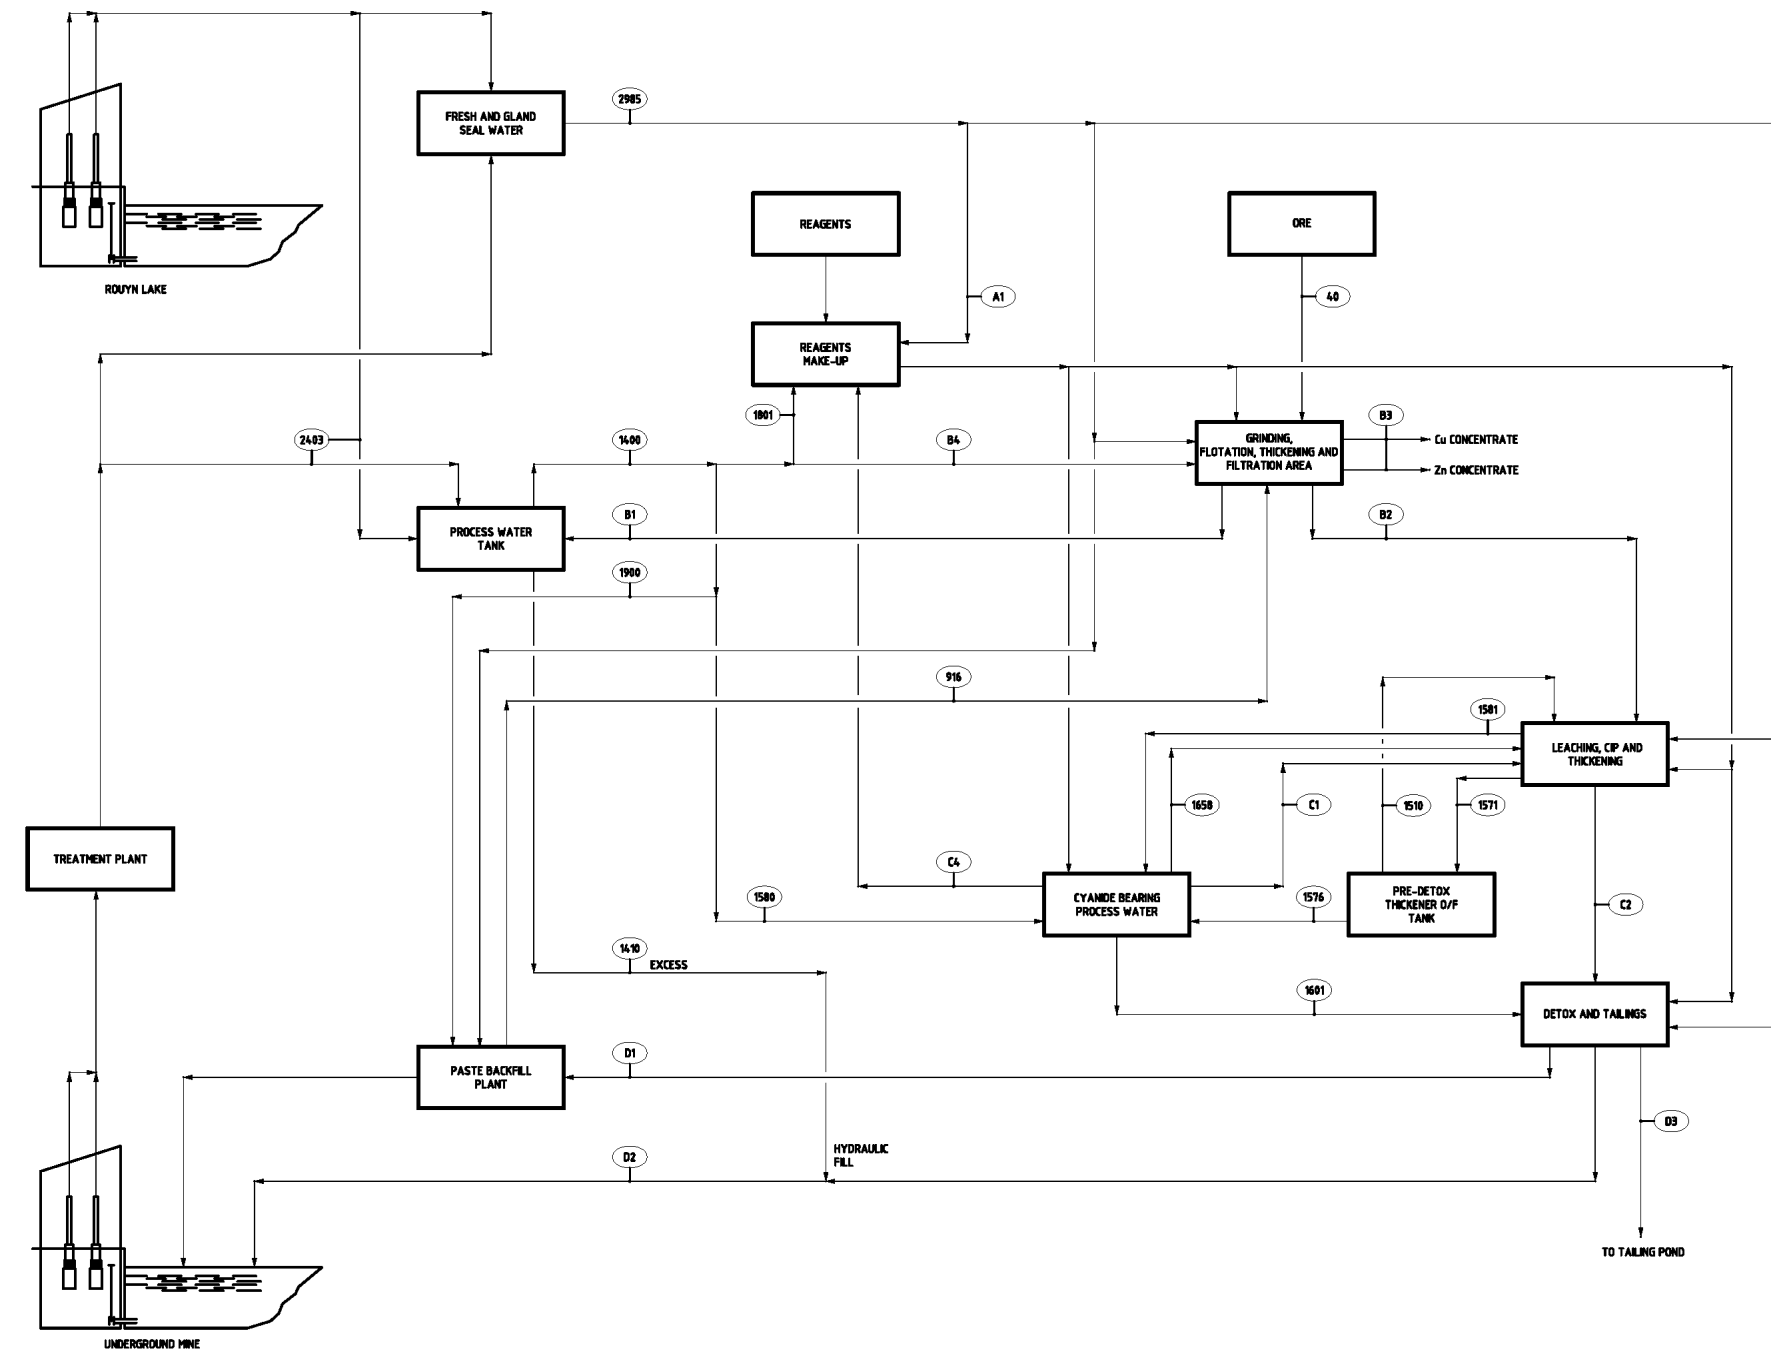 2985
FRESH AND GLAND
SEAL WATER
REAGENTS
ORE
ROUYN LAKE
A1
40
REAGENTS
MAKE-UP
1801
B3
2403
1400
B4
GRINDING,
FLOTATION, THICKENING AND
FILTRATION AREA
Cu CONCENTRATE
Zn CONCENTRATE
B1
B2
PROCESS WATER
TANK
1900
916
1581
LEACHING, CIP AND
THICKENING
1658
C1
1510
1571
TREATMENT PLANT
C4
1580
CYANIDE BEARING
PROCESS WATER
1576
PRE-DETOX
THICKENER O/F
TANK
C2
1410
EXCESS
1601
DETOX AND TAILINGS
D1
PASTE BACKFILL
PLANT
D3
HYDRAULIC
FILL
D2
TO TAILING POND
UNDERGROUND MINE